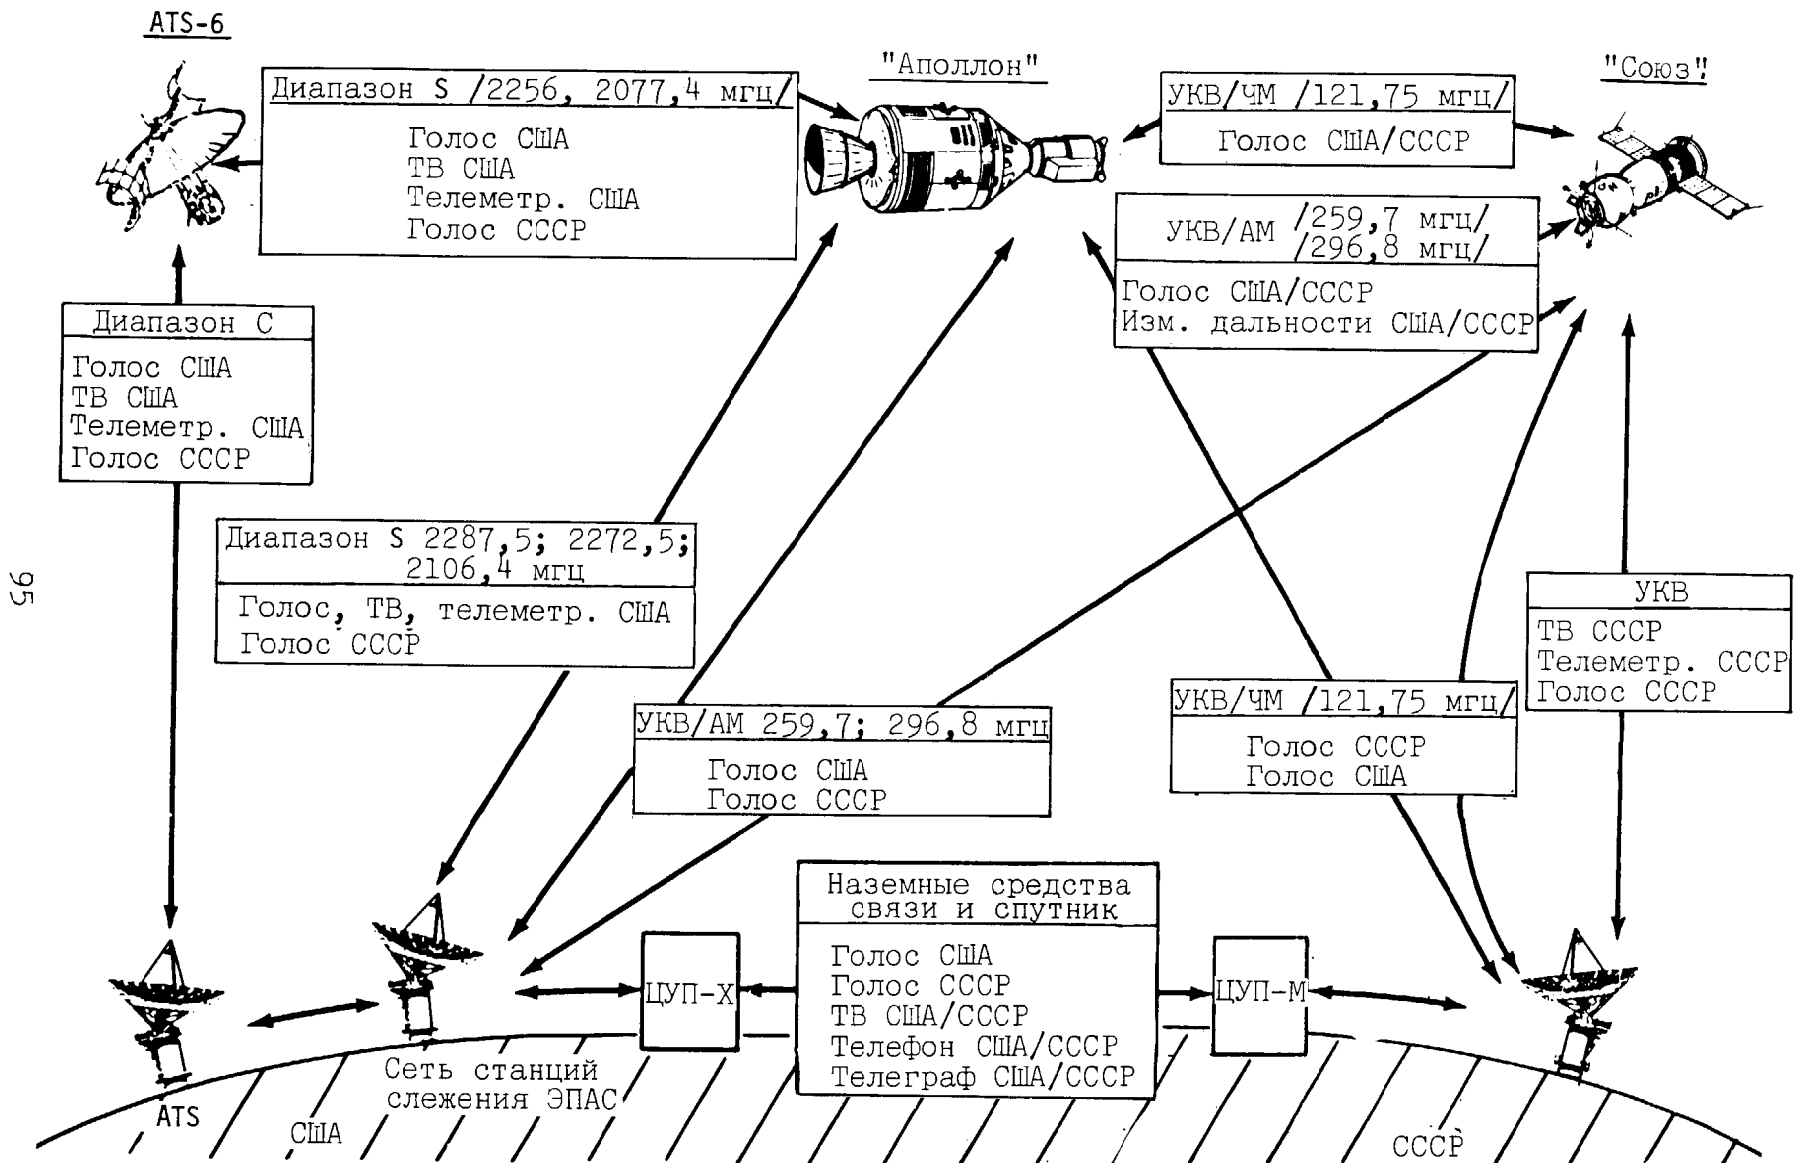 ATS-6
"Аполлон"
"Союз"
Диапазон S /2256, 2077,4 мгц/
Голос США
ТВ США
Телеметр. США
Голос СССР
УКВ/ЧМ /121,75 мгц/
Голос США/СССР
УКВ/АМ /259,7 мгц/
/296,8 мгц/
Голос США/СССР
Изм. дальности США/СССР
Диапазон С
Голос США
ТВ США
Телеметр. США
Голос СССР
Диапазон S 2287,5; 2272,5;
2106,4 мгц
Голос, ТВ, телеметр. США
Голос СССР
УКВ
ТВ СССР
Телеметр. СССР
Голос СССР
УКВ/АМ 259,7; 296,8 мгц
Голос США
Голос СССР
УКВ/ЧМ /121,75 мгц/
Голос СССР
Голос США
Наземные средства
связи и спутник
Голос США
Голос СССР
ТВ США/СССР
Телефон США/СССР
Телеграф США/СССР
ЦУП-Х
ЦУП-М
Сеть станций
слежения ЭПАС
ATS
США
СССР
95